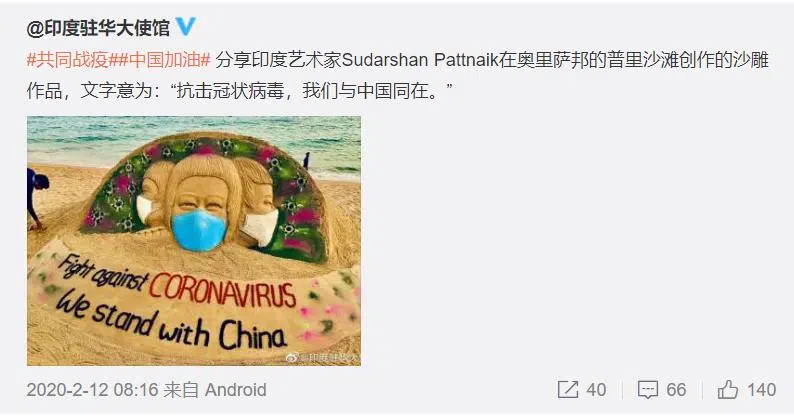 @印度驻华大使馆
#共同战疫##中国加油# 分享印度艺术家Sudarshan Pattnaik在奥里萨邦的普里沙滩创作的沙雕
作品，文字意为：“抗击冠状病毒，我们与中国同在。”
Fight against CORONAVIRUS
We stand with China
@印度驻华大
2020-2-12 08:16 来自 Android
40 66 140